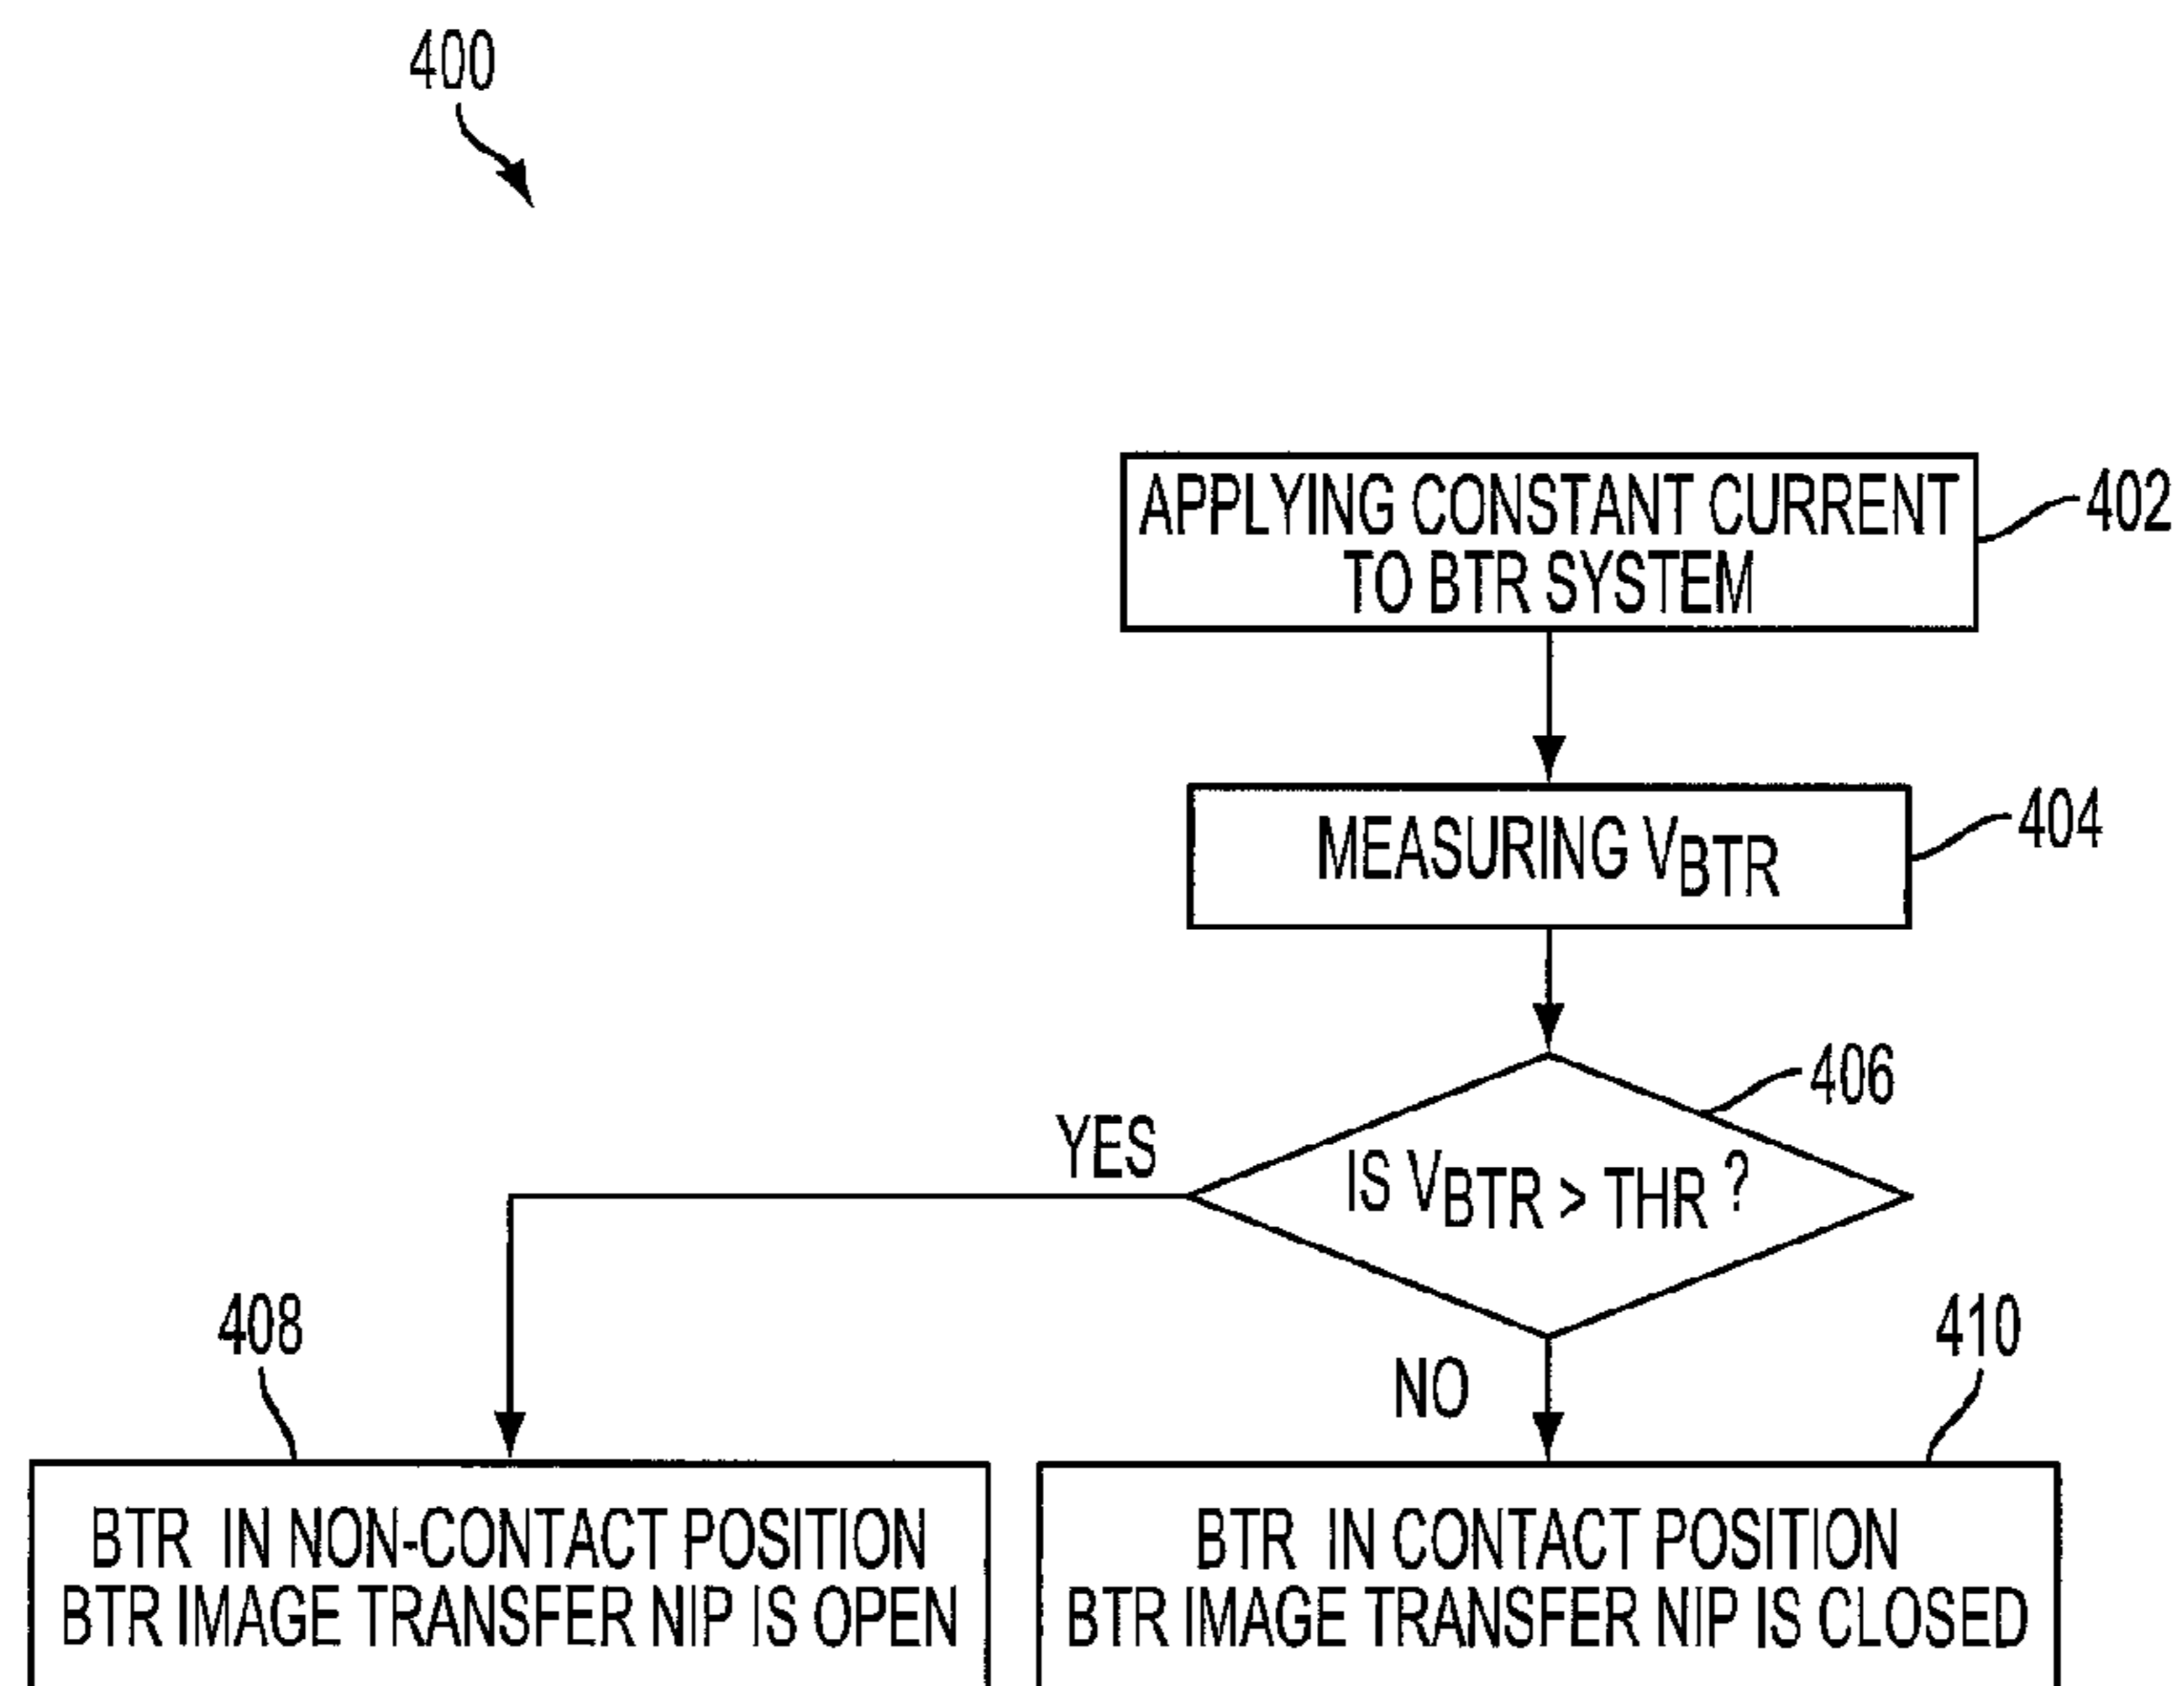 400
APPLYING CONSTANT CURRENT
TO BTR SYSTEM
402
MEASURING VBTR
404
406
YES
IS VBTR > THR ?
408
NO
410
BTR IN NON-CONTACT POSITION
BTR IMAGE TRANSFER NIP IS OPEN
BTR IN CONTACT POSITION
BTR IMAGE TRANSFER NIP IS CLOSED